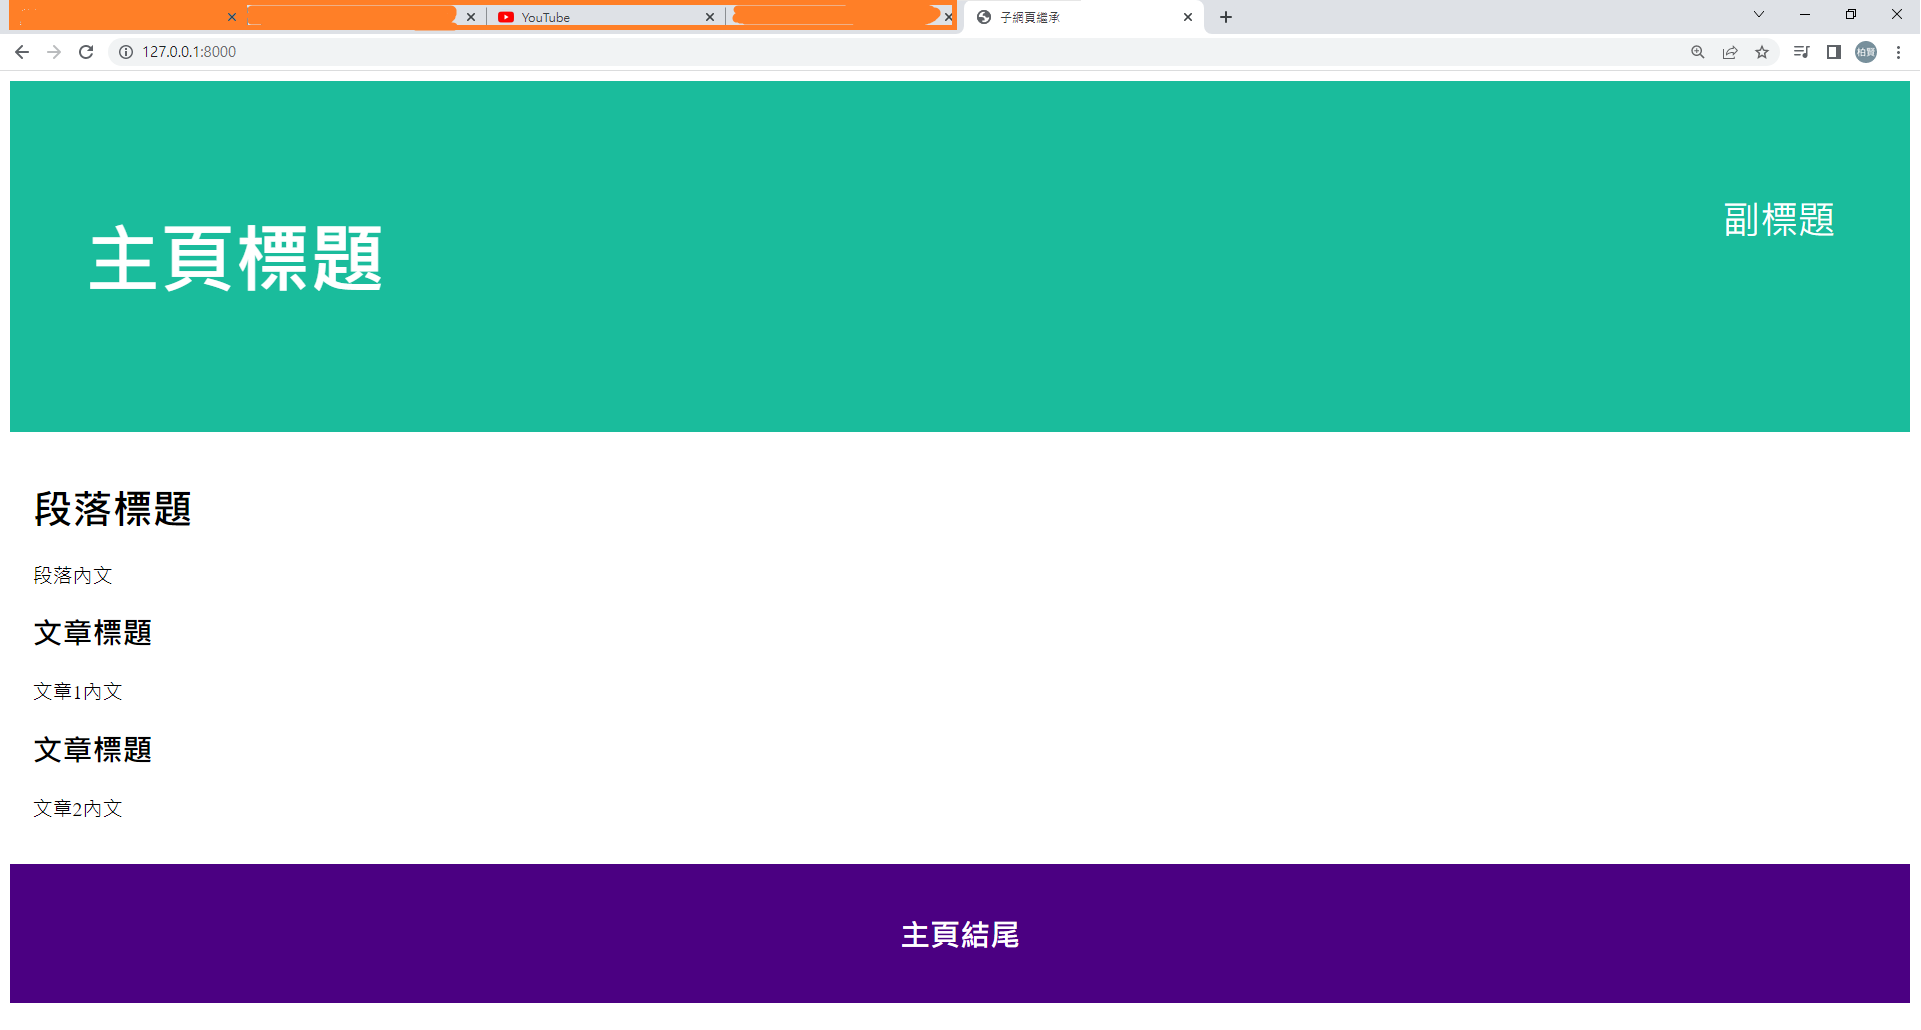 YouTube
子網頁繼承
127.0.0.1:8000
柏賢
主頁標題
副標題
段落標題
段落內文
文章標題
文章1內文
文章標題
文章2內文
主頁結尾